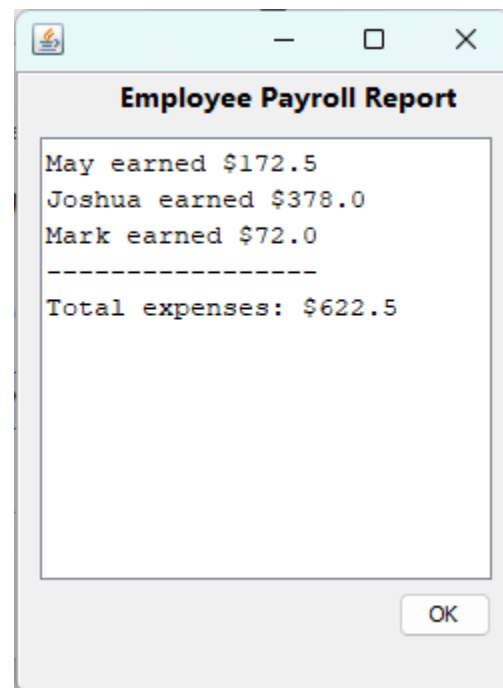 Employee Payroll Report
May earned $172.5
Joshua earned $378.0
Mark earned $72.0
-----------------
Total expenses: $622.5
OK